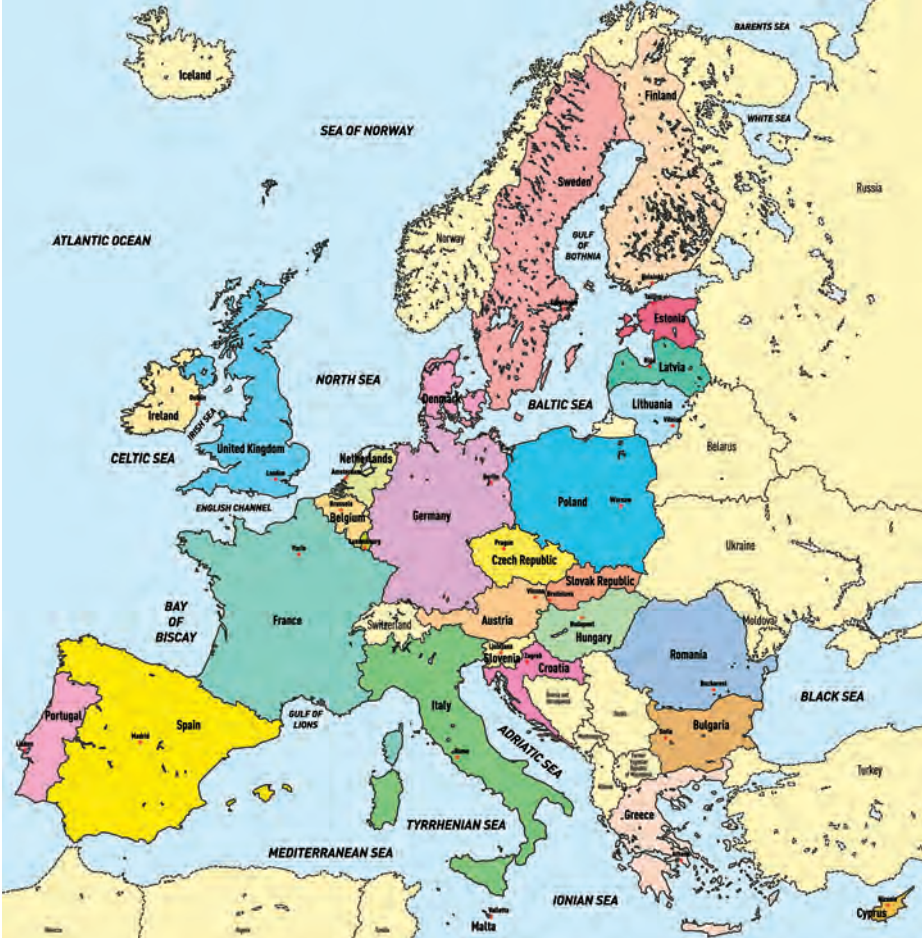 BARENTS SEA
Iceland
Finland
WHITE SEA
SEA OF NORWAY
Sweden
Russia
Norway
ATLANTIC OCEAN
GULF
OF
BOTHNIA
Estonia
Latvia
NORTH SEA
Denmark
BALTIC SEA
Lithuania
Vilnius
Dublin
Ireland
IRISH SEA
Belarus
United Kingdom
CELTIC SEA
Netherlands
Amsterdam
London
Berlin
Poland
Warsaw
Brussels
ENGLISH CHANNEL
Belgium
Germany
Luxembourg
Prague
Ukraine
Paris
Czech Republic
Slovak Republic
Vienna
Bratislava
BAY
OF
BISCAY
France
Switzerland
Austria
Budapest
Hungary
Moldova
Ljubljana
Slovenia
Zagreb
Croatia
Romania
Bucharest
BLACK SEA
Portugal
Spain
GULF OF
LIONS
Italy
Lisbon
Madrid
Rome
ADRIATIC SEA
Sofia
Bulgaria
Turkey
Greece
TYRRHENIAN SEA
MEDITERRANEAN SEA
IONIAN SEA
Valletta
Malta
Nicosia
Cyprus